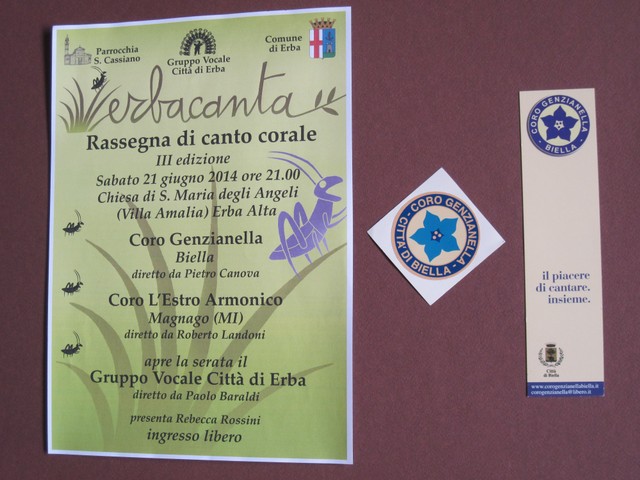 Parrocchia
S. Cassiano
Gruppo Vocale
Città di Erba
Comune
di Erba
erbacanta
Rassegna di canto corale
III edizione
Sabato 21 giugno 2014 ore 21.00
Chiesa di S. Maria degli Angeli
(Villa Amalia) Erba Alta
Coro Genzianella
Biella
diretto da Pietro Canova
Coro L'Estro Armonico
Magnago (MI)
diretto da Roberto Landoni
apre la serata il
Gruppo Vocale Città di Erba
diretto da Paolo Baraldi
presenta Rebecca Rossini
ingresso libero
CORO GENZIANELLA
CITTÀ DI BIELLA
CORO GENZIANELLA
BIELLA
il piacere
di cantare.
insieme.
Città
di Biella
www.corogenzianellabiella.it
corogenzianella@libero.it